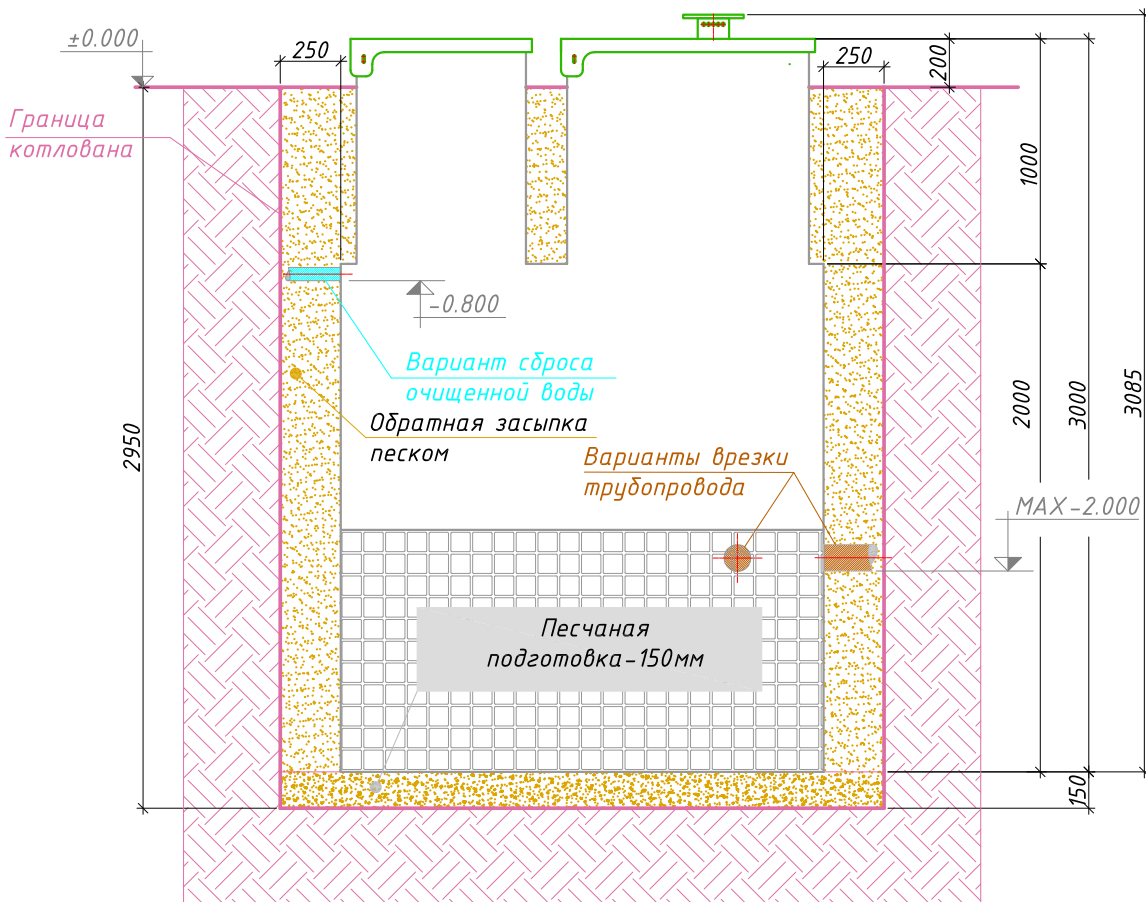 ±0.000
250
250
200
Граница
котлована
1000
-0.800
Вариант сброса
очищенной воды
Обратная засыпка
песком
2950
2000
3000
3085
Варианты врезки
трубопровода
MAX-2.000
Песчаная
подготовка-150мм
150